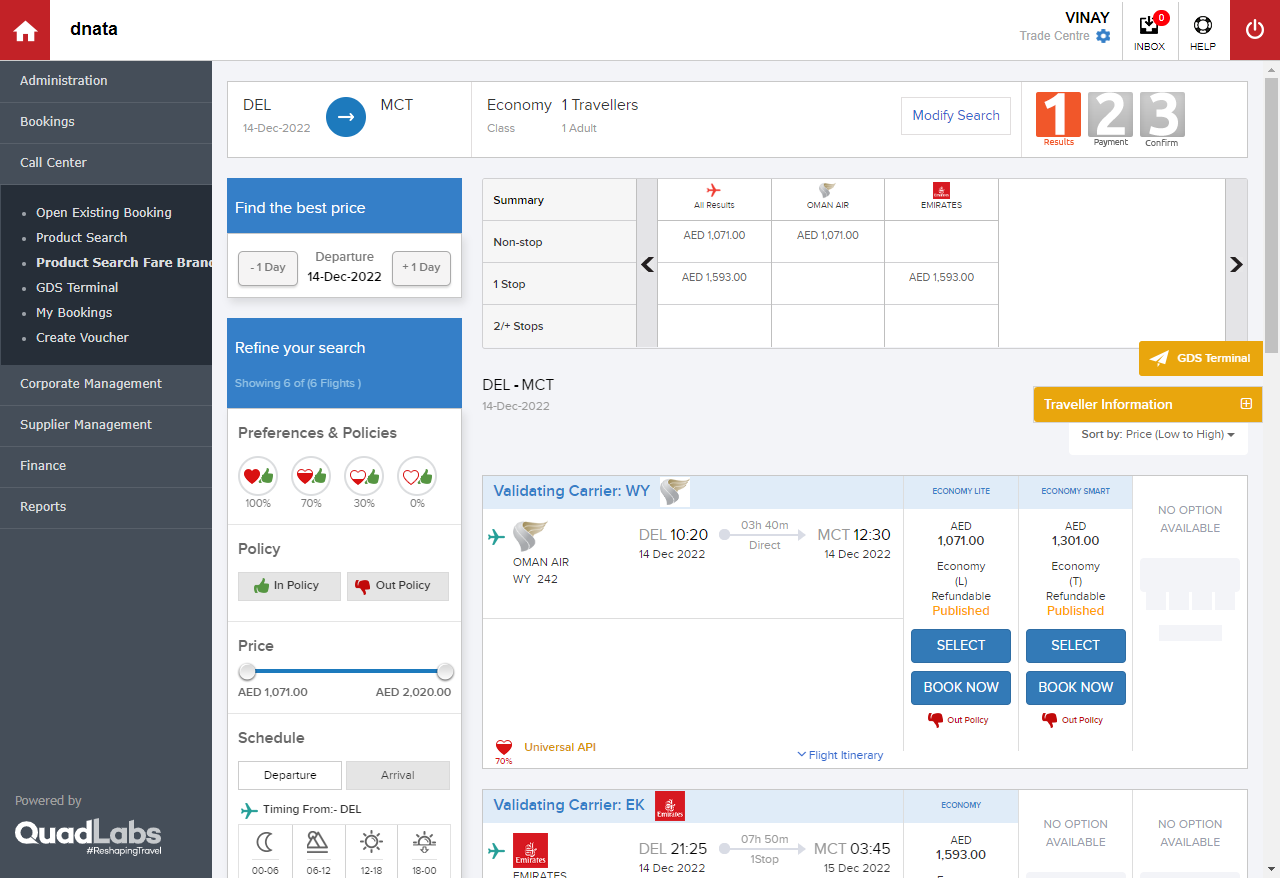 dnata
VINAY
Trade Centre
0
INBOX
HELP
Administration
Bookings
Call Center
Open Existing Booking
Product Search
Product Search Fare Bran
GDS Terminal
My Bookings
Create Voucher
Corporate Management
Supplier Management
Finance
Reports
Powered by
QuadLabs
#ReshapingTravel
DEL
14-Dec-2022
MCT
Economy
Class
1 Travellers
1 Adult
Modify Search
1 2 3
Results Payment Confirm
Find the best price
- 1 Day
Departure
14-Dec-2022
+ 1 Day
Refine your search
Showing 6 of (6 Flights )
Preferences & Policies
100% 70% 30% 0%
Policy
In Policy Out Policy
Price
AED 1,071.00 AED 2,020.00
Schedule
Departure Arrival
Timing From:- DEL
00-06 06-12 12-18 18-00
Summary All Results OMAN AIR EMIRATES
Non-stop AED 1,071.00 AED 1,071.00
1 Stop AED 1,593.00 AED 1,593.00
2/+ Stops
GDS Terminal
DEL - MCT
14-Dec-2022
Traveller Information
Sort by: Price (Low to High)
Validating Carrier: WY
OMAN AIR
WY 242
DEL 10:20
14 Dec 2022
03h 40m
Direct
MCT 12:30
14 Dec 2022
Universal API
70%
Flight Itinerary
ECONOMY LITE
AED
1,071.00
Economy
(L)
Refundable
Published
SELECT
BOOK NOW
Out Policy
ECONOMY SMART
AED
1,301.00
Economy
(T)
Refundable
Published
SELECT
BOOK NOW
Out Policy
NO OPTION
AVAILABLE
Validating Carrier: EK
Emirates
Emirates
EMIRATES
DEL 21:25
14 Dec 2022
07h 50m
1Stop
MCT 03:45
15 Dec 2022
ECONOMY
AED
1,593.00
NO OPTION
AVAILABLE
NO OPTION
AVAILABLE